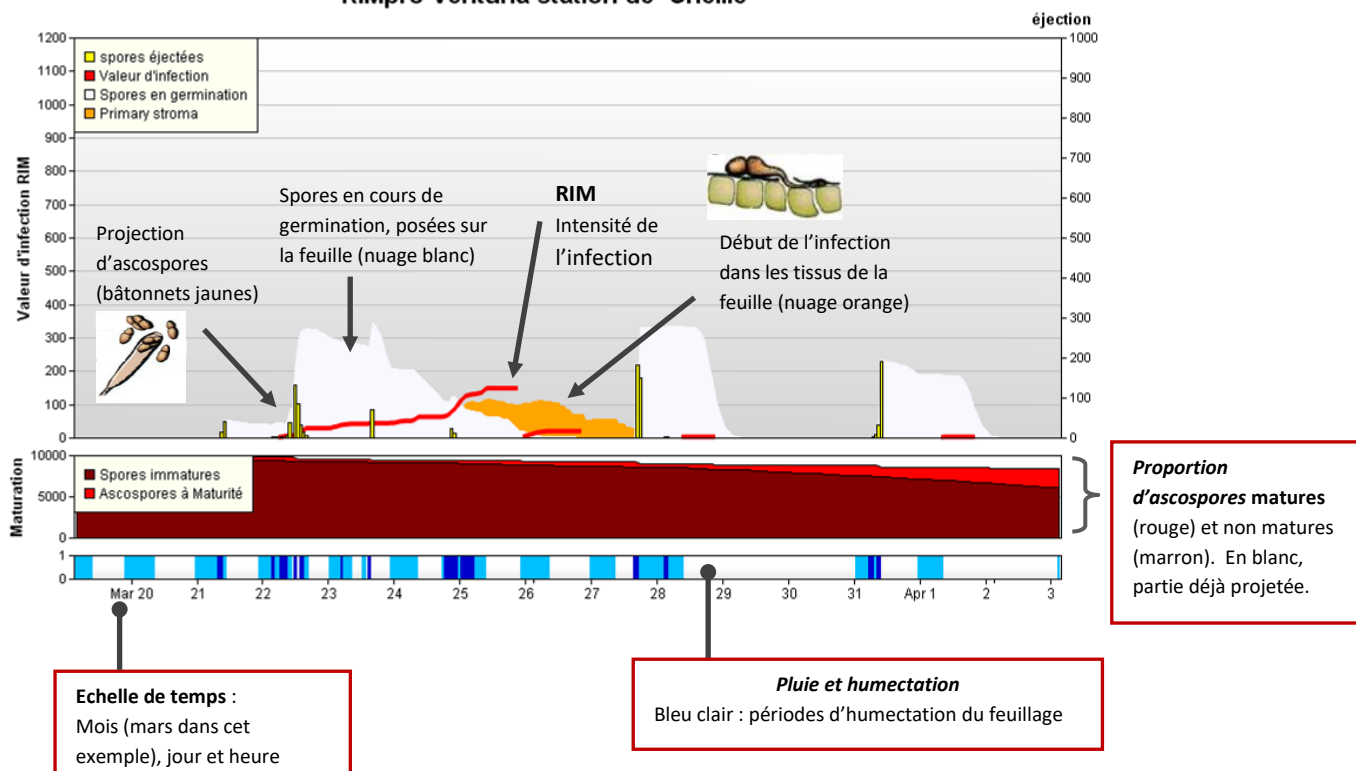 RIMpro-Venturia station de Cheillé
éjection
1200
1100
1000
900
800
700
600
500
400
300
200
100
0
Valeur d'infection RIM
1000
900
800
700
600
500
400
300
200
100
0
spores éjectées
Valeur d'infection
Spores en germination
Primary stroma
Projection
d'ascospores
(bâtonnets jaunes)
Spores en cours de
germination, posées sur
la feuille (nuage blanc)
RIM
Intensité de
l'infection
Début de l'infection
dans les tissus de la
feuille (nuage orange)
Maturation
10000
5000
0
Spores immatures
Ascospores à Maturité
1
0
Mar 20 21 22 23 24 25 26 27 28 29 30 31 Apr 1 2 3
Proportion
d'ascospores matures
(rouge) et non matures
(marron). En blanc,
partie déjà projetée.
Echelle de temps :
Mois (mars dans cet
exemple), jour et heure
Pluie et humectation
Bleu clair : périodes d'humectation du feuillage